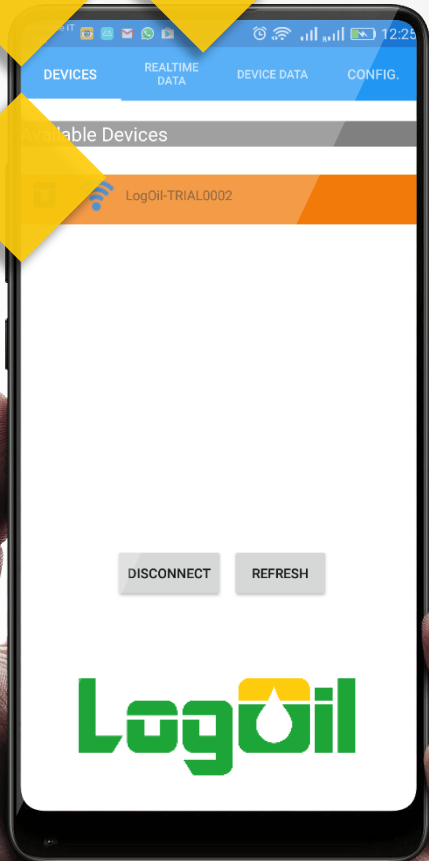 12:25
DEVICES
REALTIME
DATA
DEVICE DATA
CONFIG.
Available Devices
LogOil-TRIAL0002
DISCONNECT
REFRESH
LogOil